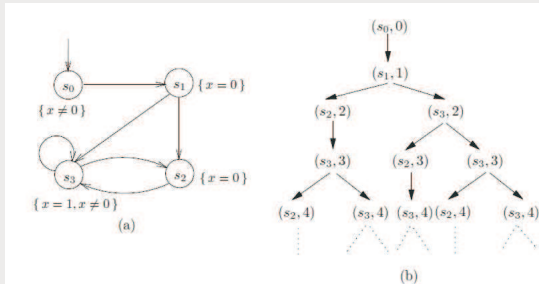 s₀
{ x≠0 }
s₁
{ x = 0 }
s₃
{ x = 1, x≠0 }
s₂
{ x = 0 }
(a)
(s₀, 0)
(s₁, 1)
(s₂, 2) (s₃, 2)
(s₃, 3) (s₂, 3) (s₃, 3)
(s₂, 4) (s₃, 4) (s₃, 4) (s₂, 4) (s₃, 4)
(b)